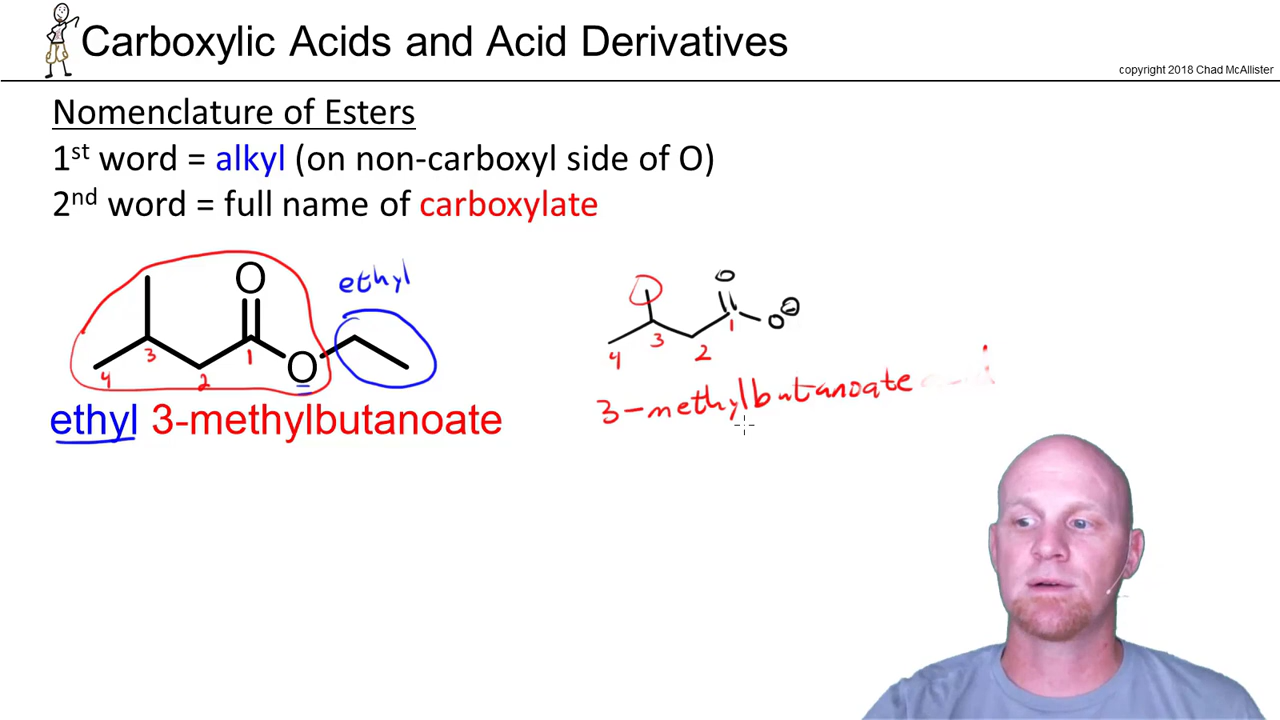 Carboxylic Acids and Acid Derivatives
copyright 2018 Chad McAllister
Nomenclature of Esters
1st word = alkyl (on non-carboxyl side of O)
2nd word = full name of carboxylate
O
ethyl
O
4 3 2 1
ethyl 3-methylbutanoate
O
O⊖
4 3 2 1
3-methylbutanoate